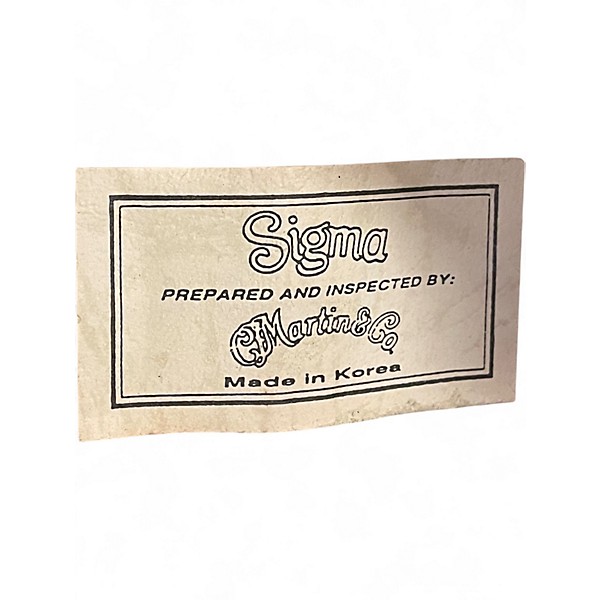 Sigma
PREPARED AND INSPECTED BY:
C.F. Martin & Co
Made in Korea